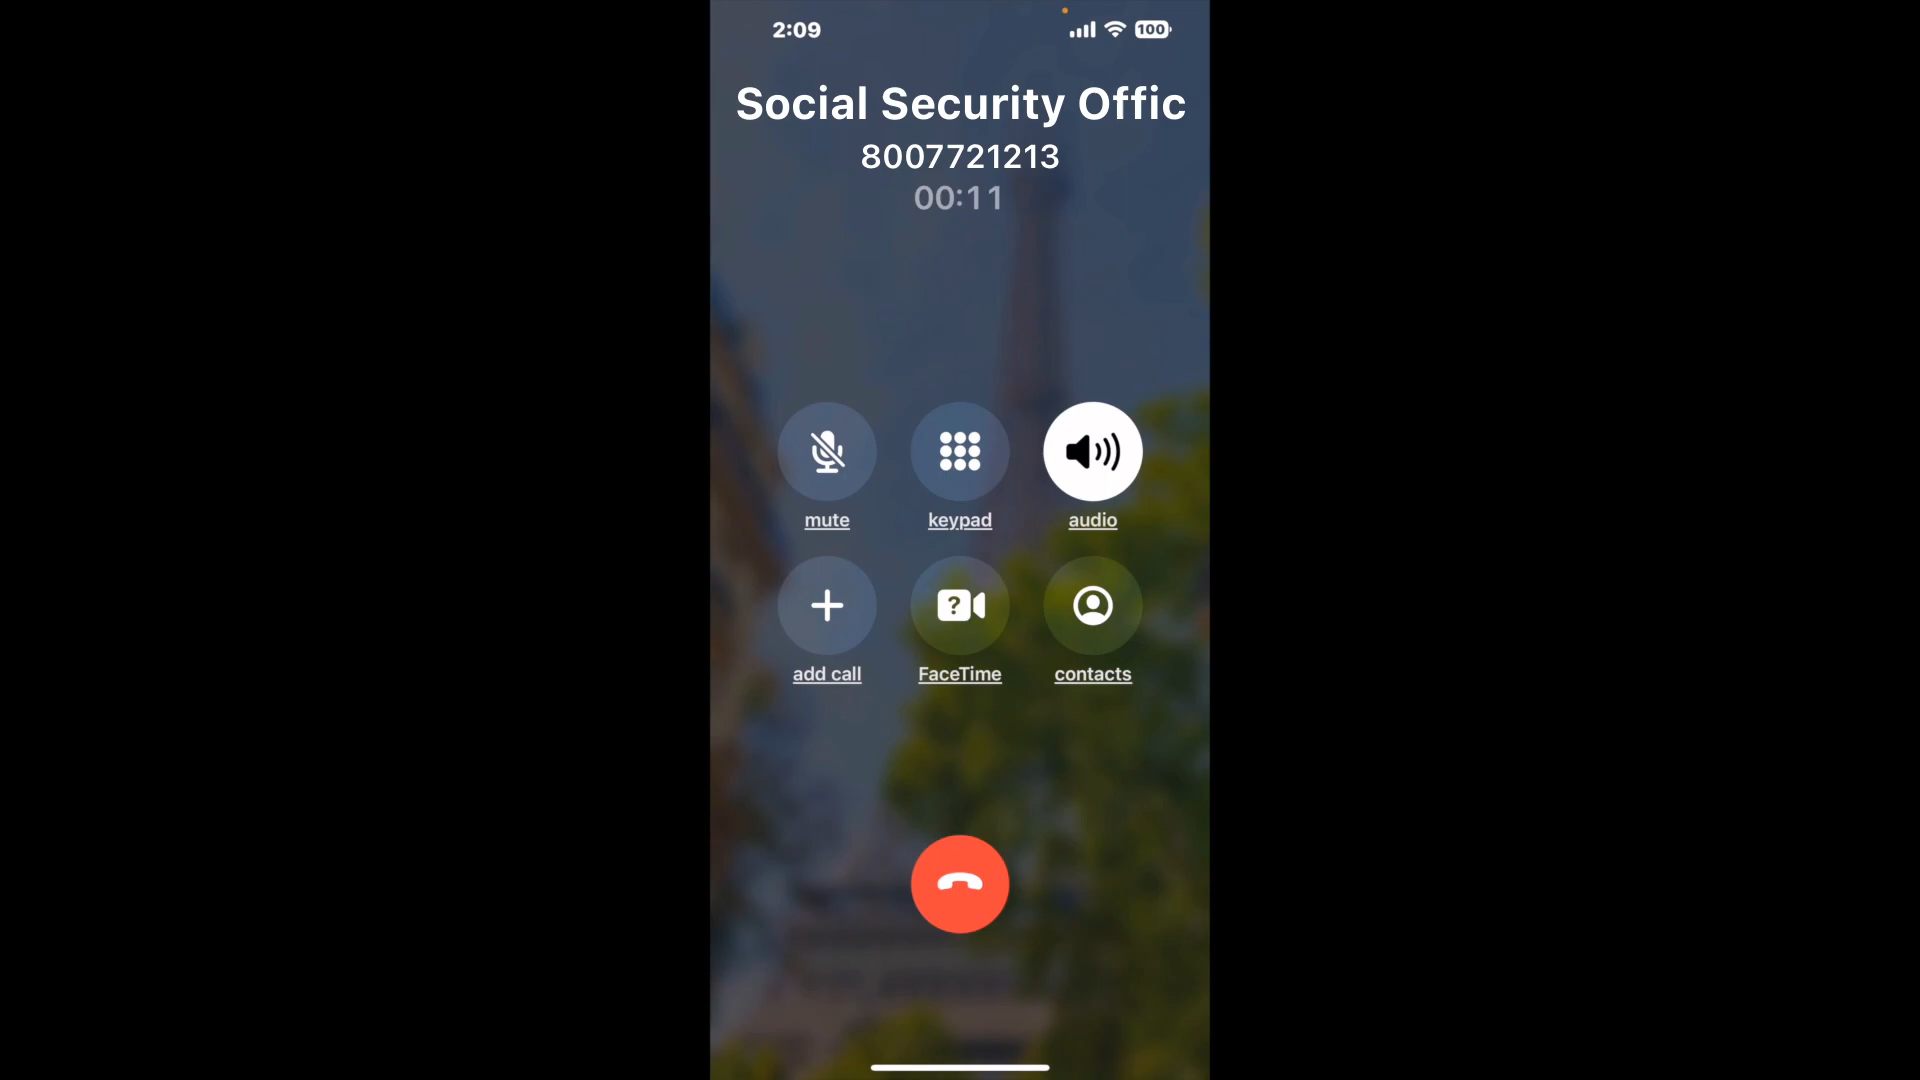 2:09
100
Social Security Offic
8007721213
00:11
mute
keypad
audio
?
add call
FaceTime
contacts